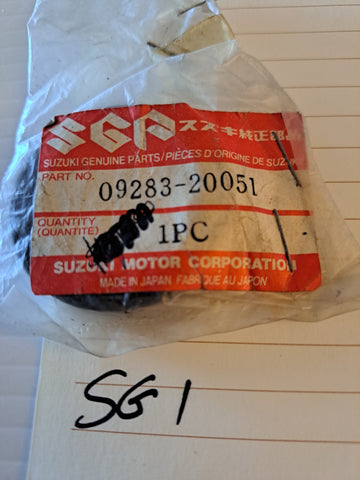 SGP スズキ純正部品
SUZUKI GENUINE PARTS/PIÈCES D'ORIGINE DE SUZUKI
PART NO. 09283-20051
QUANTITY
(QUANTITÉ) 1PC
SUZUKI MOTOR CORPORATION
MADE IN JAPAN FABRIQUÉ AU JAPON
SG1